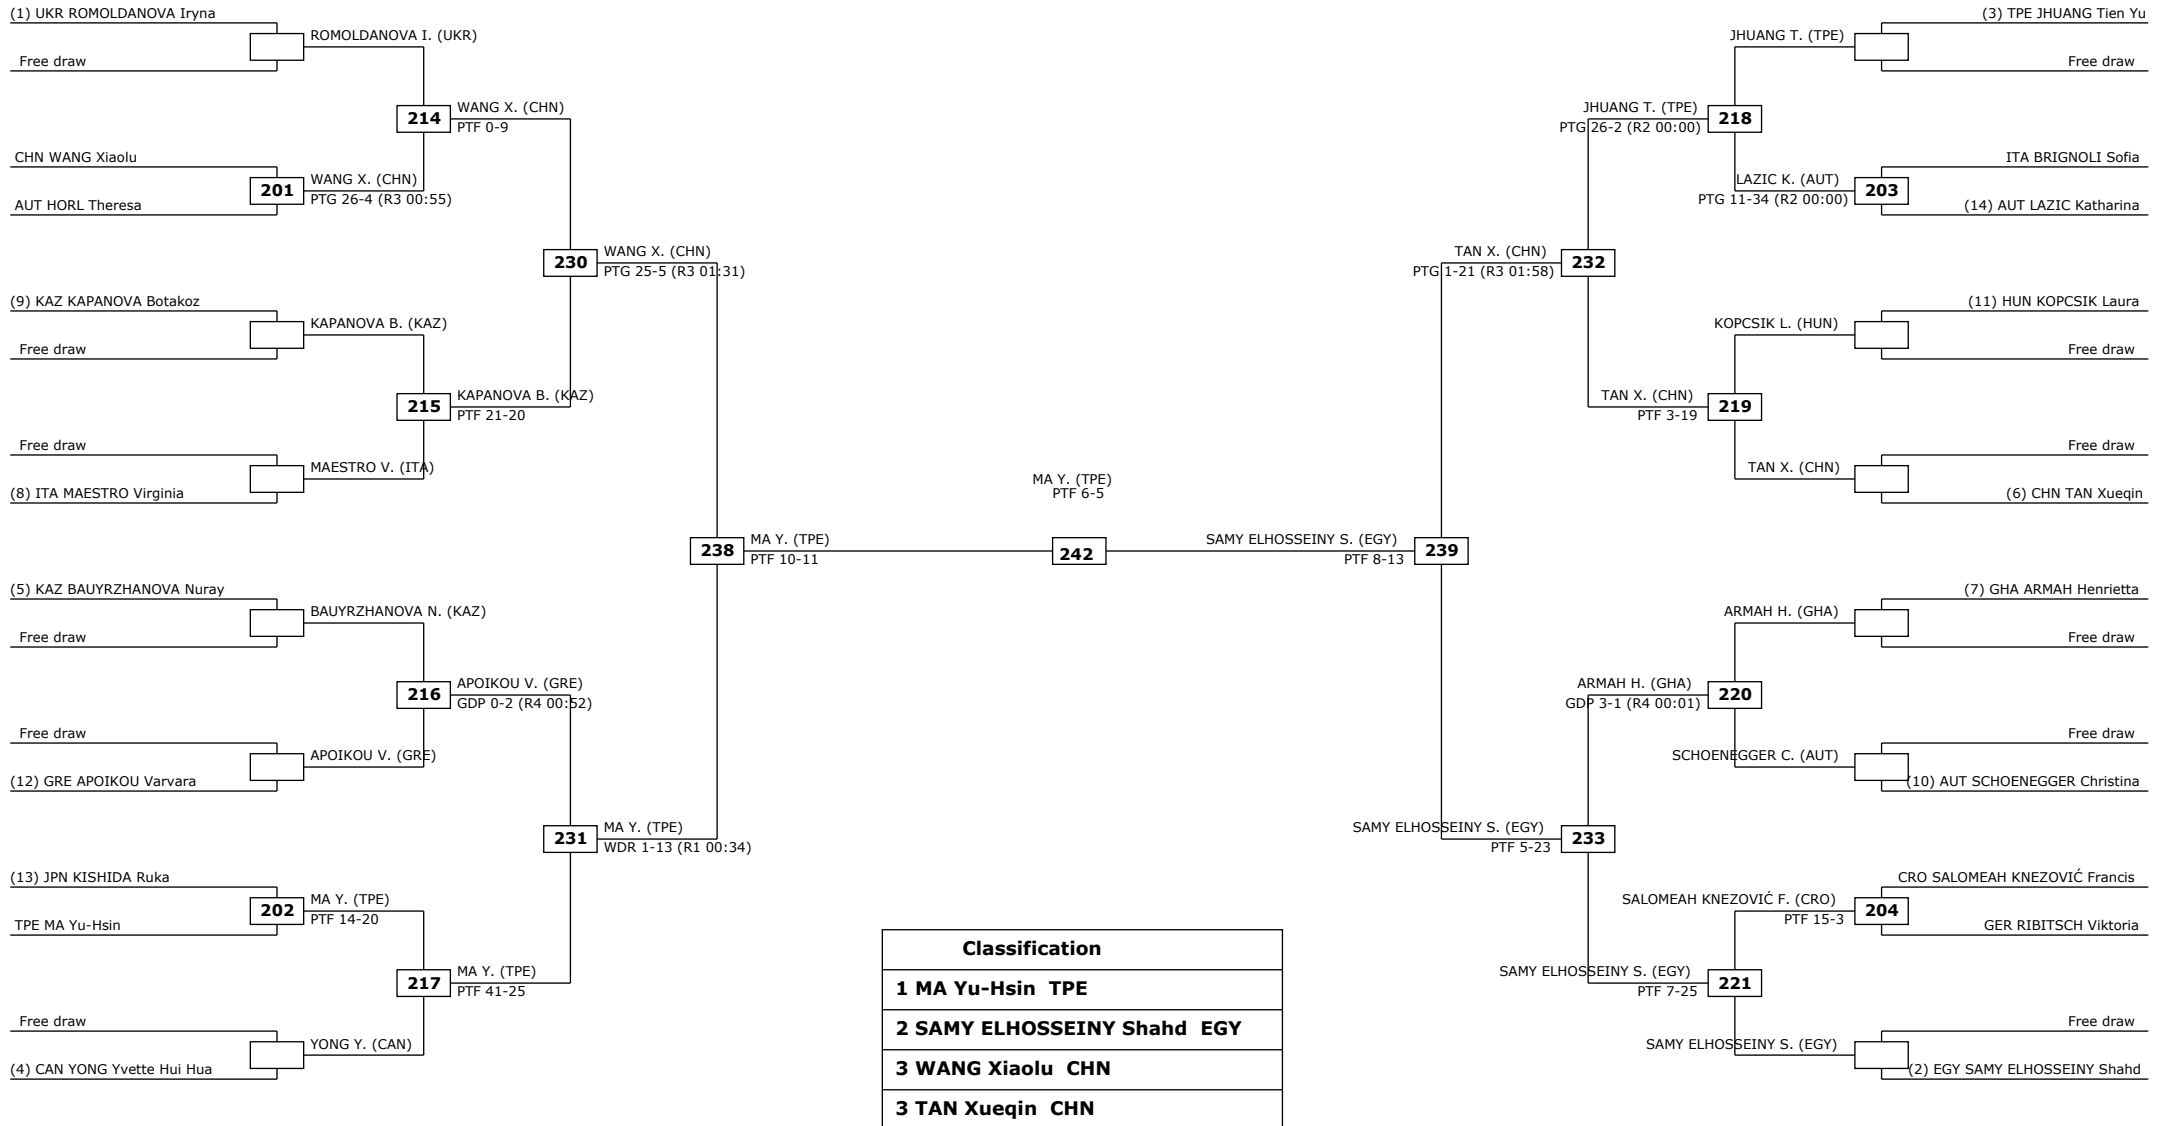 (1) UKR ROMOLDANOVA Iryna
ROMOLDANOVA I. (UKR)
Free draw
214
WANG X. (CHN)
PTF 0-9
CHN WANG Xiaolu
201
WANG X. (CHN)
PTG 26-4 (R3 00:55)
AUT HORL Theresa
230
WANG X. (CHN)
PTG 25-5 (R3 01:31)
(9) KAZ KAPANOVA Botakoz
KAPANOVA B. (KAZ)
Free draw
215
KAPANOVA B. (KAZ)
PTF 21-20
Free draw
MAESTRO V. (ITA)
(8) ITA MAESTRO Virginia
238
MA Y. (TPE)
PTF 10-11
(5) KAZ BAUYRZHANOVA Nuray
BAUYRZHANOVA N. (KAZ)
Free draw
216
APOIKOU V. (GRE)
GDP 0-2 (R4 00:52)
Free draw
APOIKOU V. (GRE)
(12) GRE APOIKOU Varvara
231
MA Y. (TPE)
WDR 1-13 (R1 00:34)
(13) JPN KISHIDA Ruka
202
MA Y. (TPE)
PTF 14-20
TPE MA Yu-Hsin
217
MA Y. (TPE)
PTF 41-25
Free draw
YONG Y. (CAN)
(4) CAN YONG Yvette Hui Hua
MA Y. (TPE)
PTF 6-5
242
(3) TPE JHUANG Tien Yu
JHUANG T. (TPE)
Free draw
JHUANG T. (TPE)
PTG 26-2 (R2 00:00)
218
ITA BRIGNOLI Sofia
LAZIC K. (AUT)
PTG 11-34 (R2 00:00)
203
(14) AUT LAZIC Katharina
TAN X. (CHN)
PTG 1-21 (R3 01:58)
232
(11) HUN KOPCSIK Laura
KOPCSIK L. (HUN)
Free draw
TAN X. (CHN)
PTF 3-19
219
Free draw
TAN X. (CHN)
(6) CHN TAN Xueqin
SAMY ELHOSSEINY S. (EGY)
PTF 8-13
239
(7) GHA ARMAH Henrietta
ARMAH H. (GHA)
Free draw
ARMAH H. (GHA)
GDP 3-1 (R4 00:01)
220
Free draw
SCHOENEGGER C. (AUT)
(10) AUT SCHOENEGGER Christina
SAMY ELHOSSEINY S. (EGY)
PTF 5-23
233
CRO SALOMEAH KNEZOVIĆ Francis
SALOMEAH KNEZOVIĆ F. (CRO)
PTF 15-3
204
GER RIBITSCH Viktoria
SAMY ELHOSSEINY S. (EGY)
PTF 7-25
221
Free draw
SAMY ELHOSSEINY S. (EGY)
(2) EGY SAMY ELHOSSEINY Shahd
Classification
1 MA Yu-Hsin TPE
2 SAMY ELHOSSEINY Shahd EGY
3 WANG Xiaolu CHN
3 TAN Xueqin CHN